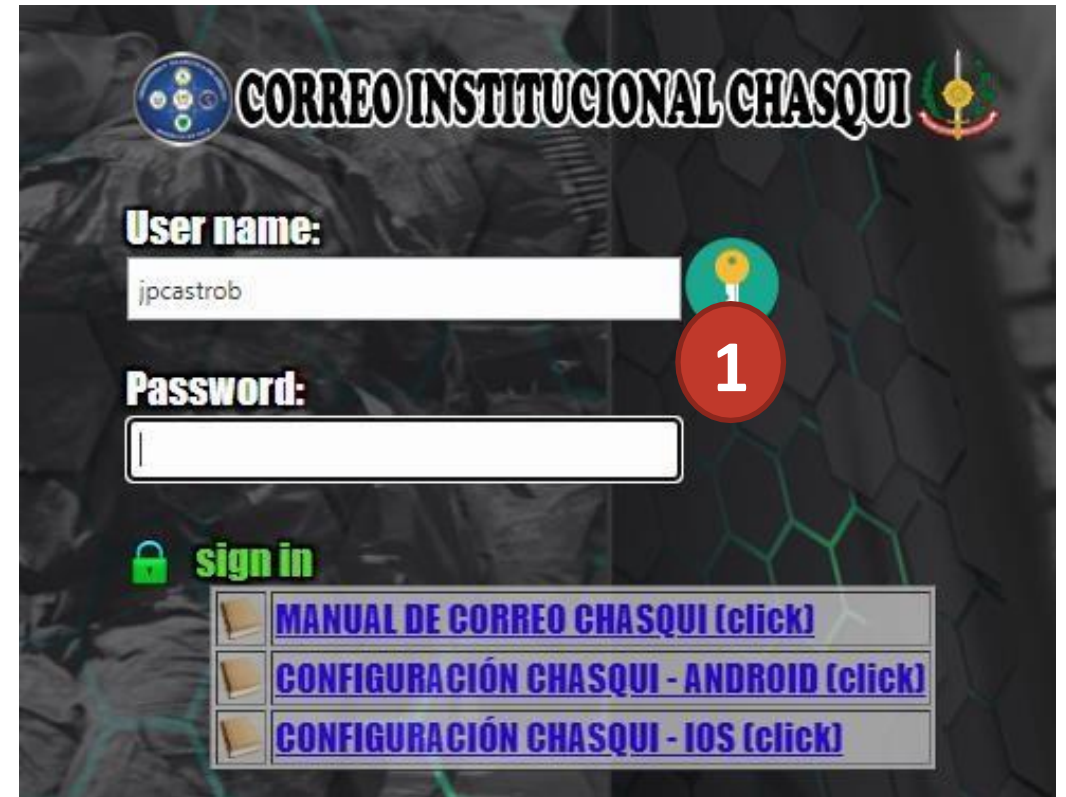 CORREO INSTITUCIONAL CHASQUI
User name:
jpcastrob
1
Password:
sign in
MANUAL DE CORREO CHASQUI (click)
CONFIGURACIÓN CHASQUI - ANDROID (click)
CONFIGURACIÓN CHASQUI - IOS (click)